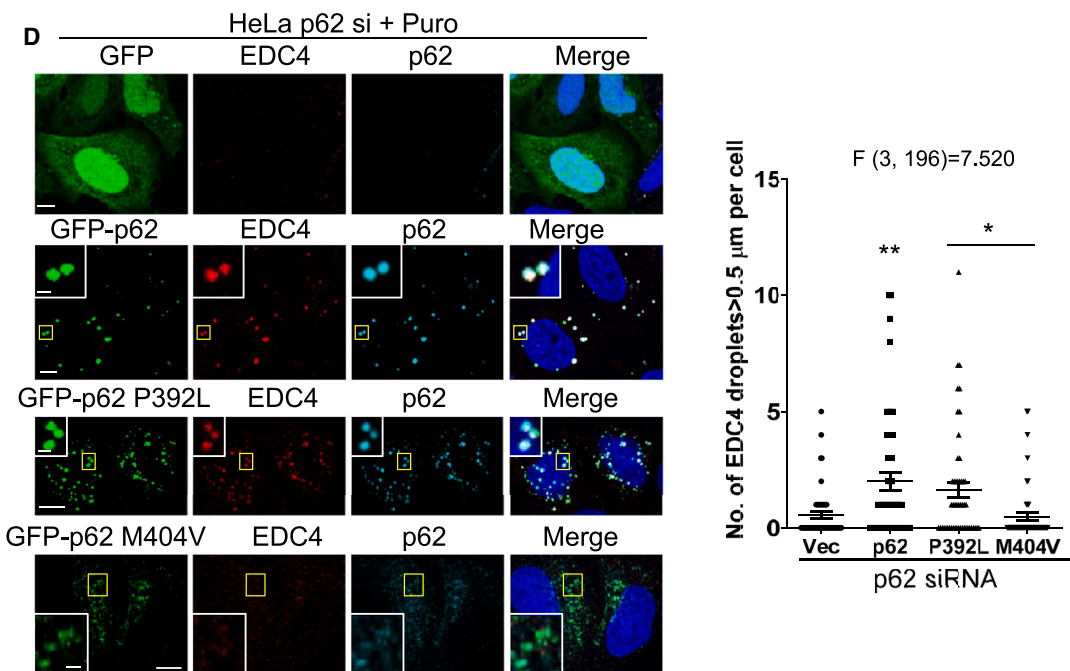 D
HeLa p62 si + Puro
GFP EDC4 p62 Merge
GFP-p62 EDC4 p62 Merge
GFP-p62 P392L EDC4 p62 Merge
GFP-p62 M404V EDC4 p62 Merge
F (3, 196)=7.520
No. of EDC4 droplets>0.5 μm per cell
15
10
5
0
**
*
Vec p62 P392L M404V
p62 siRNA